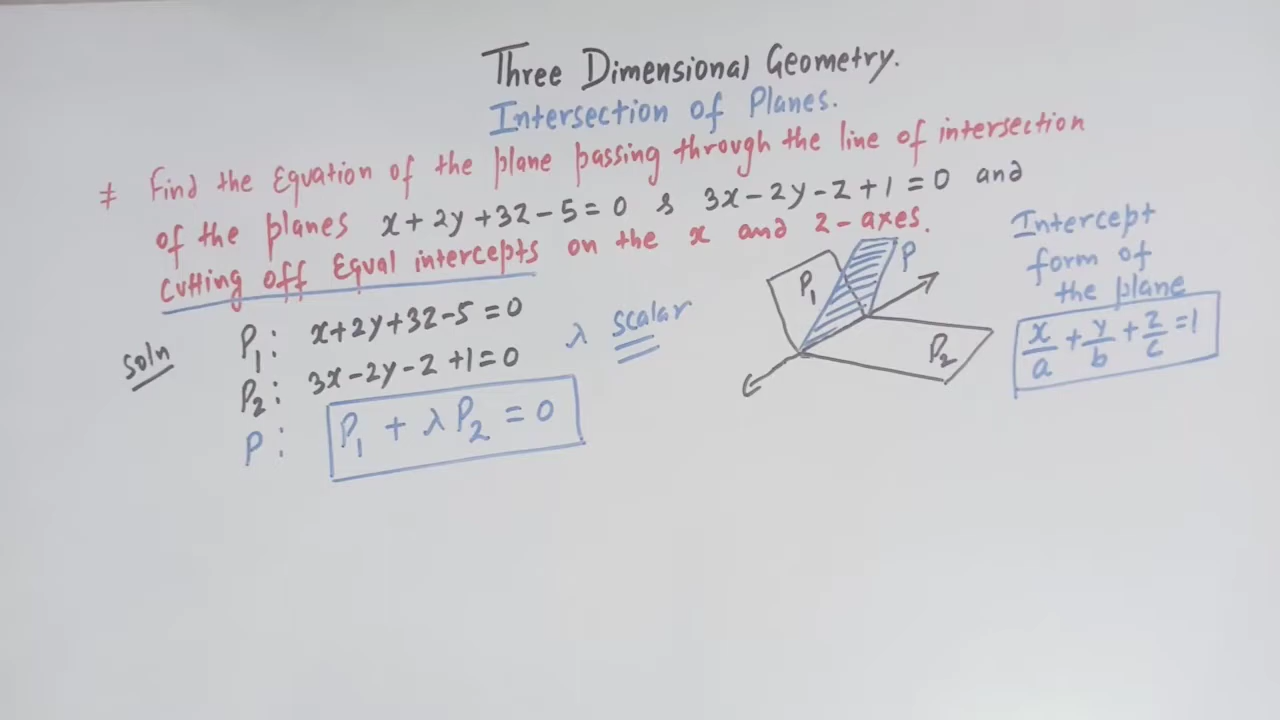 Three Dimensional Geometry.
Intersection of Planes.
# Find the Equation of the plane passing through the line of intersection
of the planes x + 2y + 3z - 5 = 0 & 3x - 2y - z + 1 = 0 and
cutting off Equal intercepts on the x and z-axes.
Soln
P₁: x + 2y + 3z - 5 = 0
P₂: 3x - 2y - z + 1 = 0
λ scalar
P: P₁ + λ P₂ = 0
P₁
P
P₂
Intercept
form of
the plane
x/a + y/b + z/c = 1